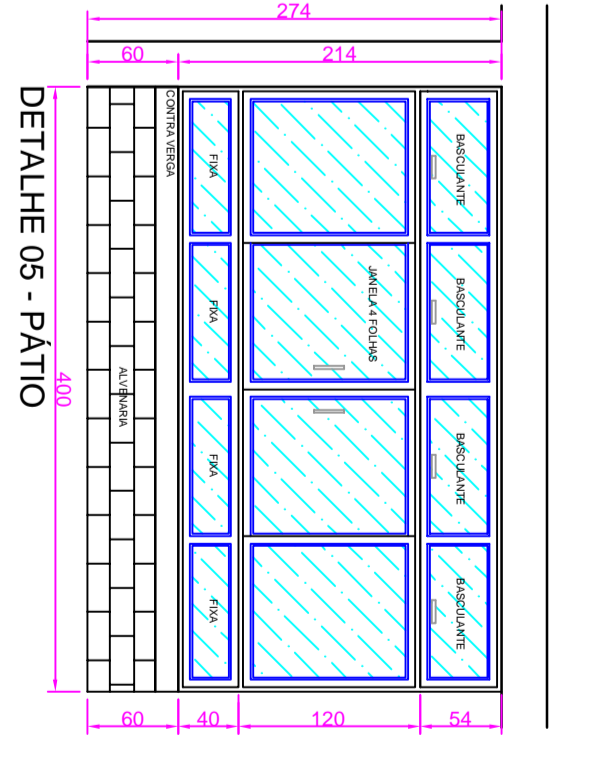 274
60
214
CONTRA VERGA
FIXA
BASCULANTE
FIXA
JANELA 4 FOLHAS
BASCULANTE
ALVENARIA
FIXA
BASCULANTE
FIXA
BASCULANTE
400
60
40
120
54
DETALHE 05 - PÁTIO